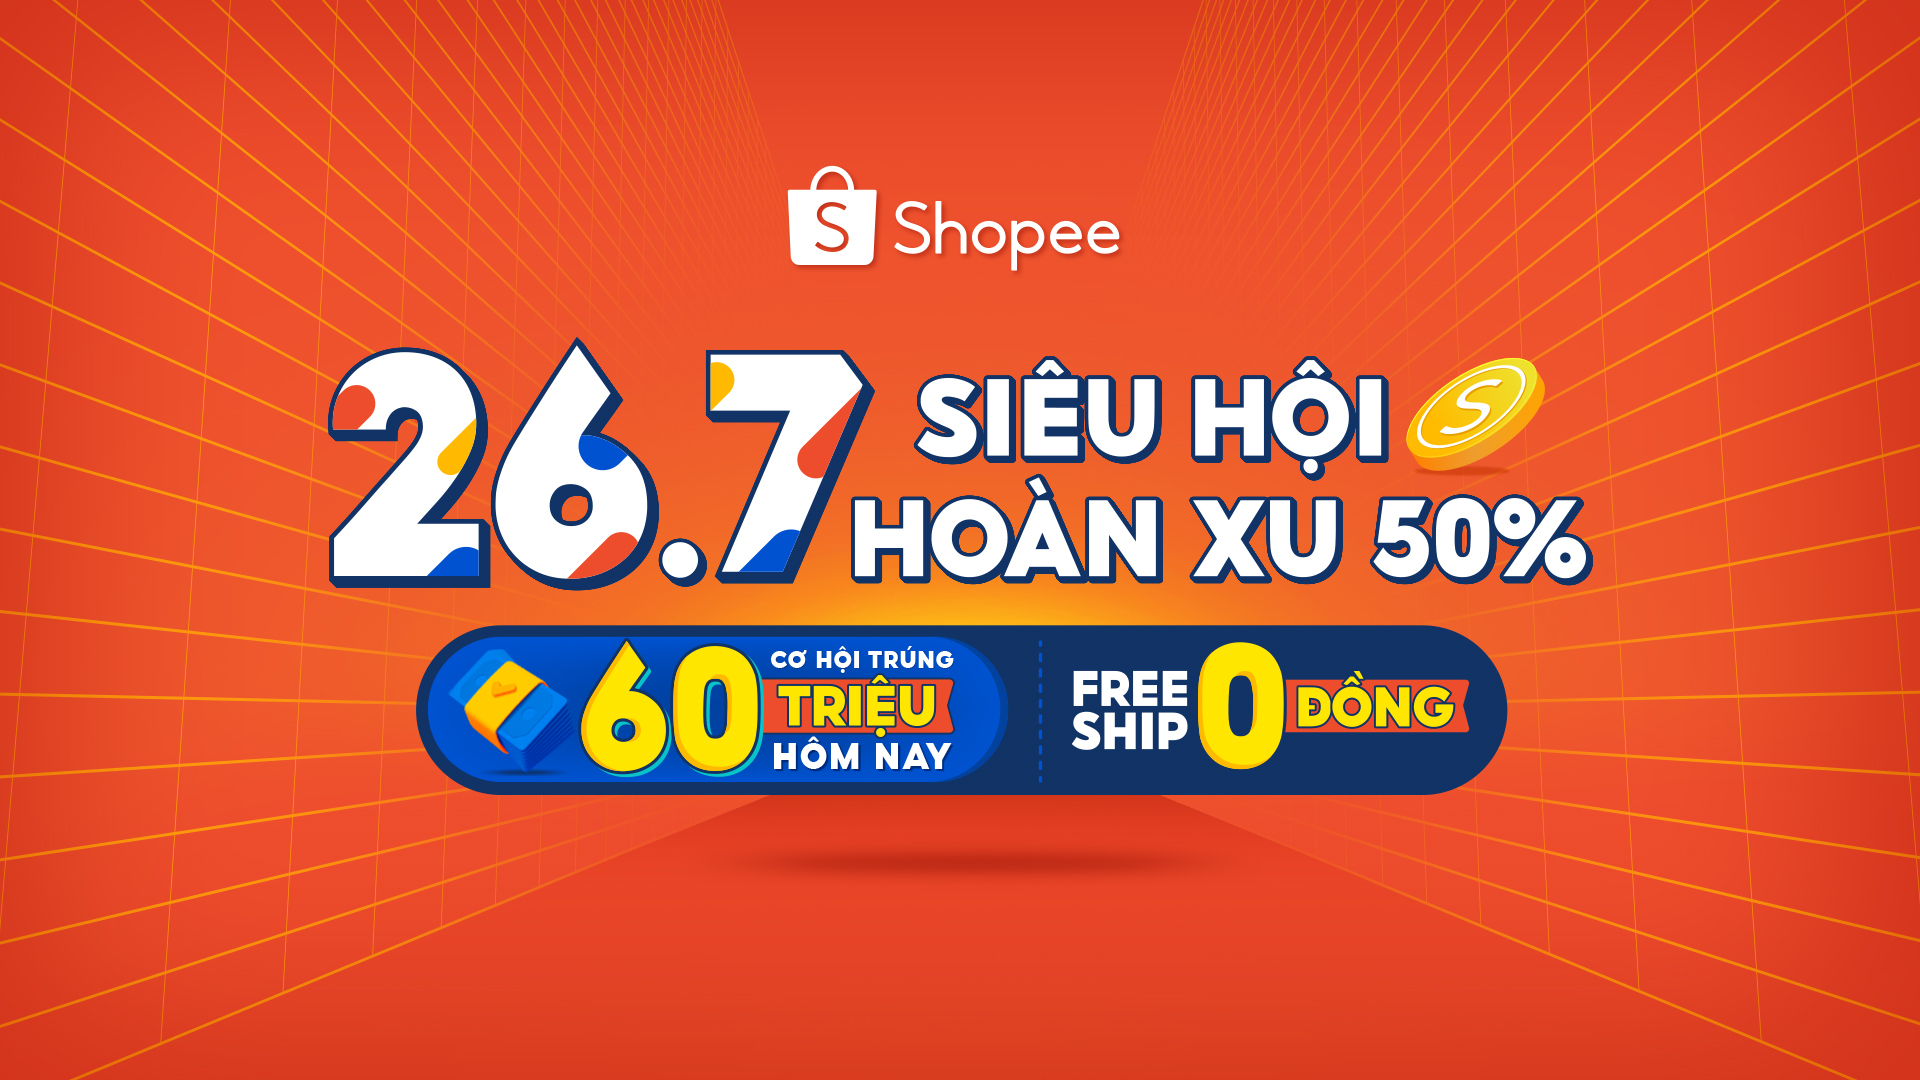 Shopee
26.7 SIÊU HỘI
HOÀN XU 50%
60 CƠ HỘI TRÚNG
TRIỆU
HÔM NAY
FREE
SHIP
0 ĐỒNG